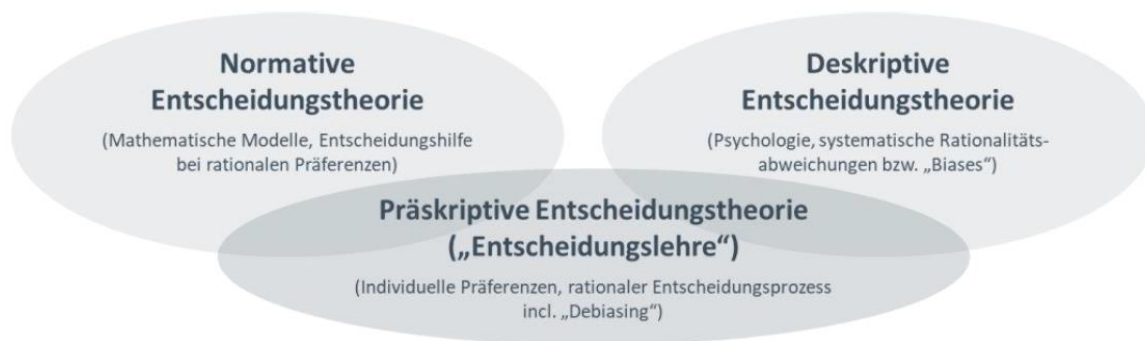 Normative
Entscheidungstheorie
(Mathematische Modelle, Entscheidungshilfe
bei rationalen Präferenzen)
Deskriptive
Entscheidungstheorie
(Psychologie, systematische Rationalitäts-
abweichungen bzw. „Biases“)
Präskriptive Entscheidungstheorie
(„Entscheidungslehre“)
(Individuelle Präferenzen, rationaler Entscheidungsprozess
incl. „Debiasing“)